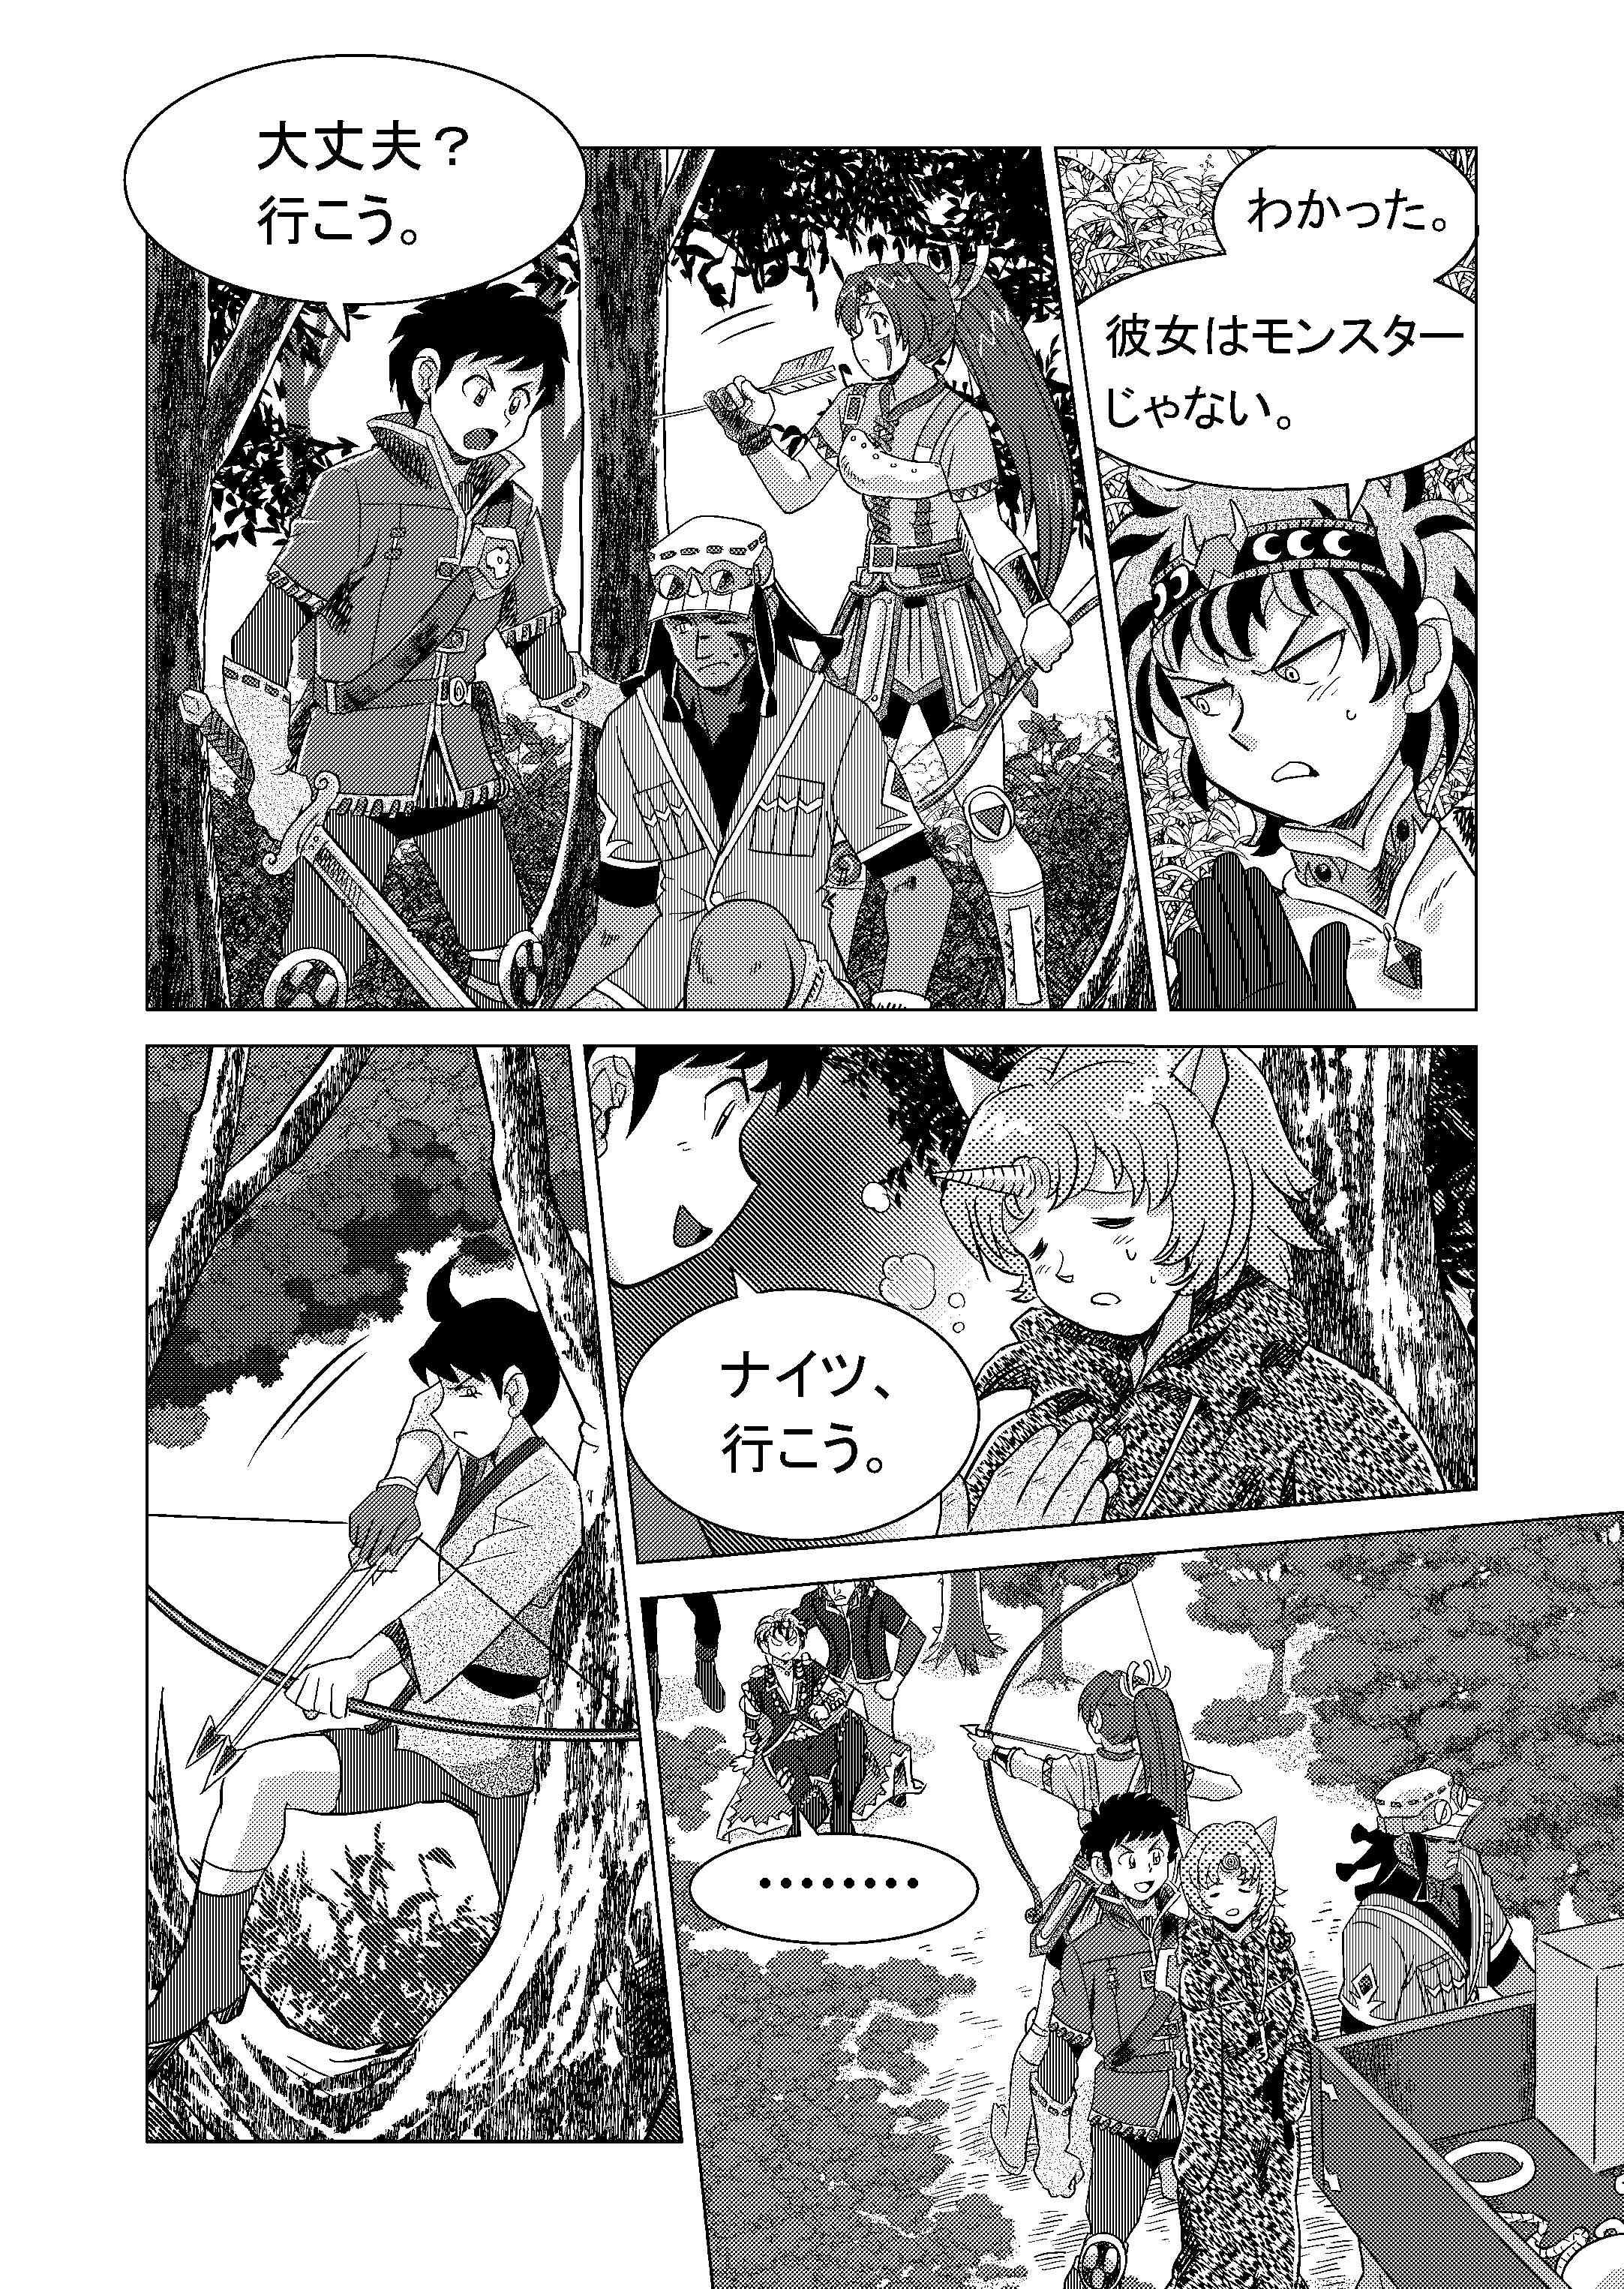 わかった。
彼女はモンスター
じゃない。
大丈夫？
行こう。
ナイツ、
行こう。
・・・・・・・・